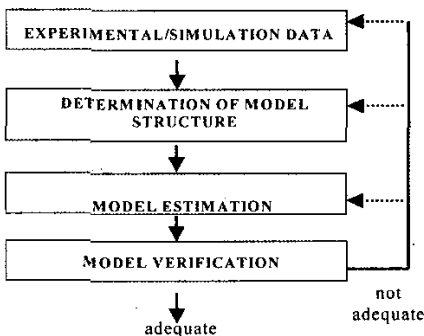 EXPERIMENTAL/SIMULATION DATA
DETERMINATION OF MODEL
STRUCTURE
MODEL ESTIMATION
MODEL VERIFICATION
not
adequate
adequate